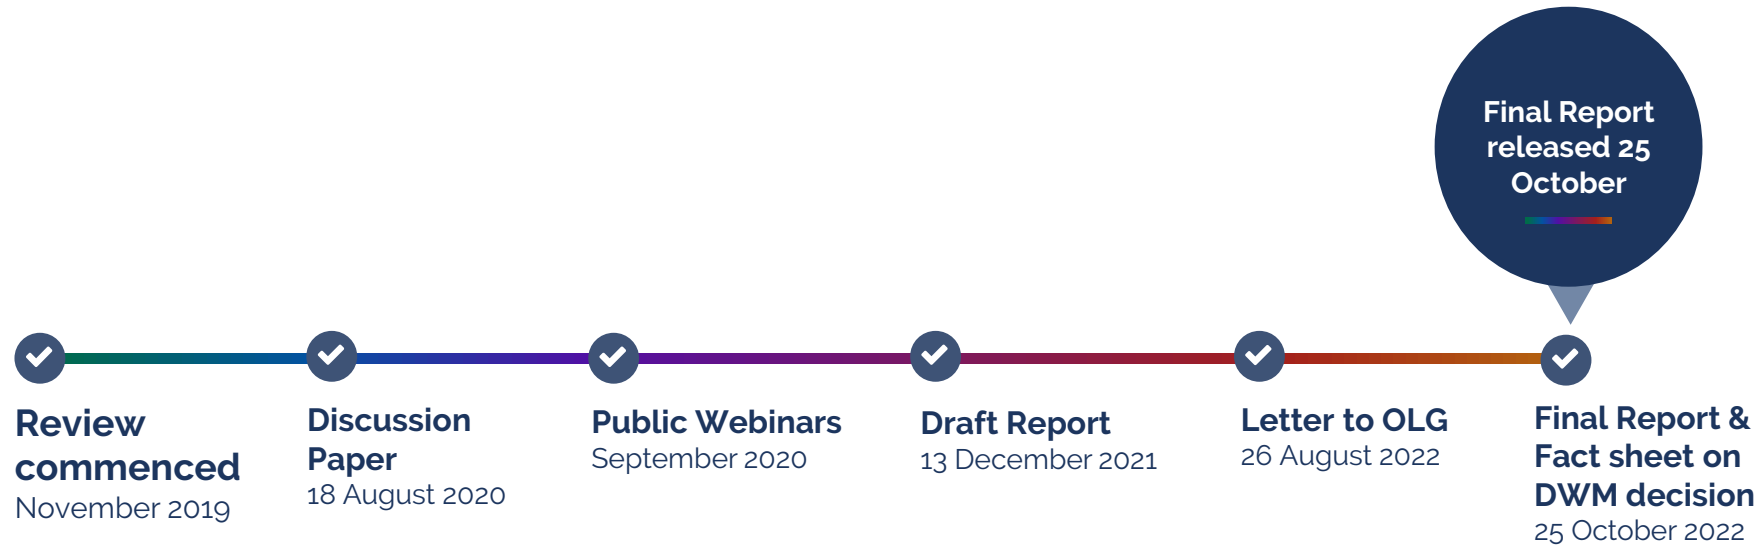 Final Report
released 25
October
Review
commenced
November 2019
Discussion
Paper
18 August 2020
Public Webinars
September 2020
Draft Report
13 December 2021
Letter to OLG
26 August 2022
Final Report &
Fact sheet on
DWM decision
25 October 2022